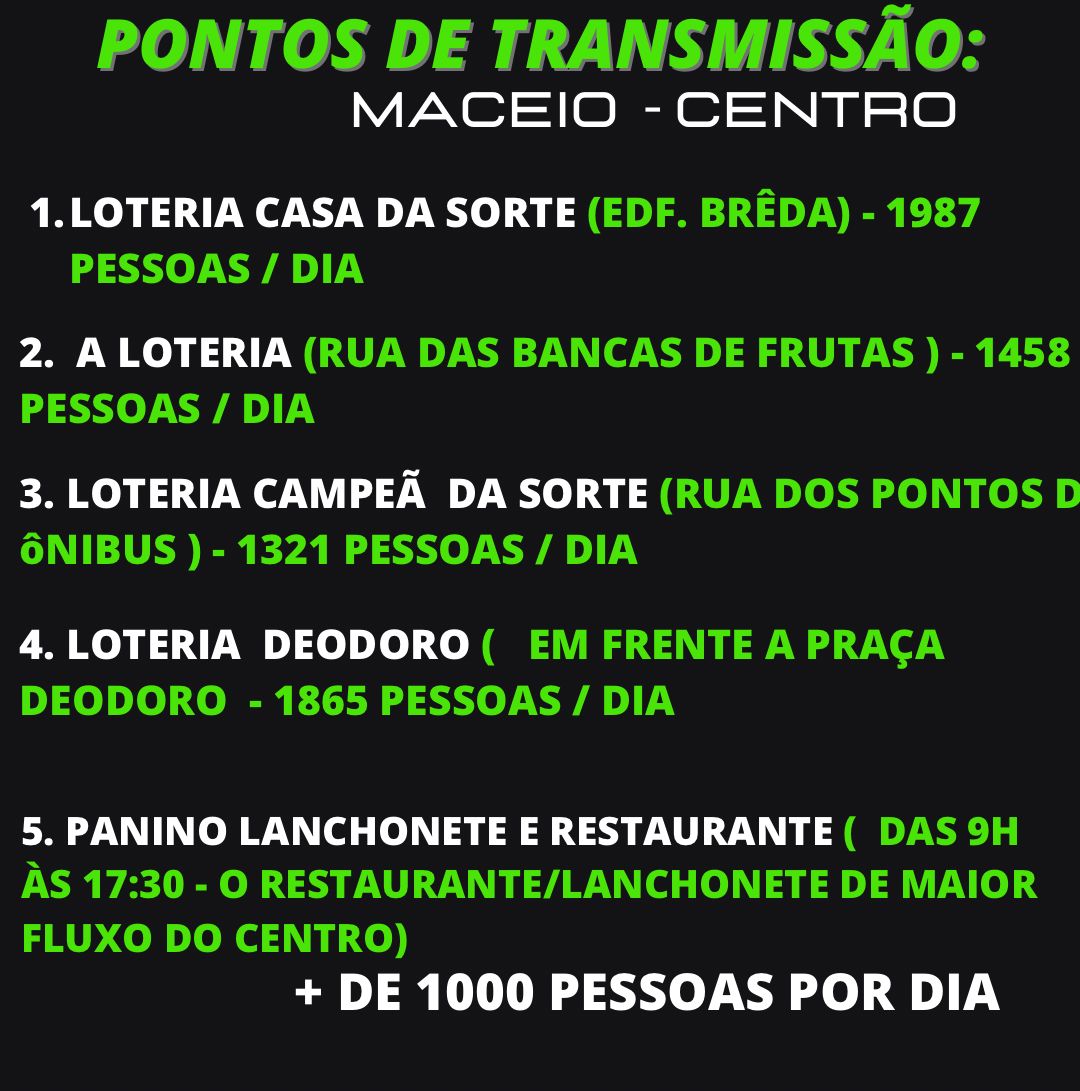 PONTOS DE TRANSMISSÃO:
MACEIO - CENTRO
1. LOTERIA CASA DA SORTE (EDF. BRÊDA) - 1987
PESSOAS / DIA
2. A LOTERIA (RUA DAS BANCAS DE FRUTAS ) - 1458
PESSOAS / DIA
3. LOTERIA CAMPEÃ DA SORTE (RUA DOS PONTOS D
ôNIBUS ) - 1321 PESSOAS / DIA
4. LOTERIA DEODORO ( EM FRENTE A PRAÇA
DEODORO - 1865 PESSOAS / DIA
5. PANINO LANCHONETE E RESTAURANTE ( DAS 9H
ÀS 17:30 - O RESTAURANTE/LANCHONETE DE MAIOR
FLUXO DO CENTRO)
+ DE 1000 PESSOAS POR DIA